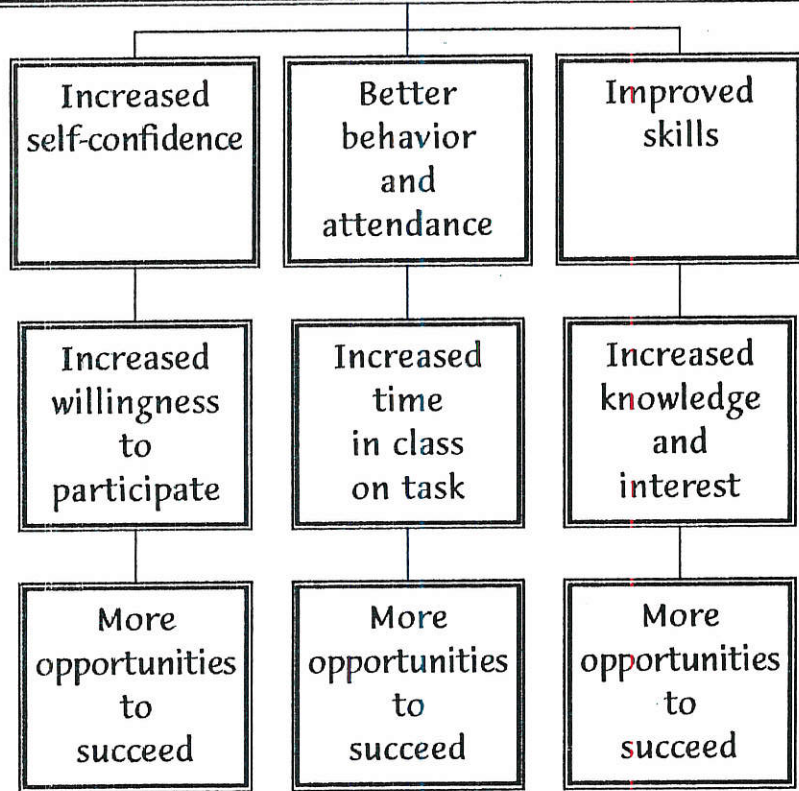 Increased
self-confidence
Better
behavior
and
attendance
Improved
skills
Increased
willingness
to
participate
Increased
time
in class
on task
Increased
knowledge
and
interest
More
opportunities
to
succeed
More
opportunities
to
succeed
More
opportunities
to
succeed